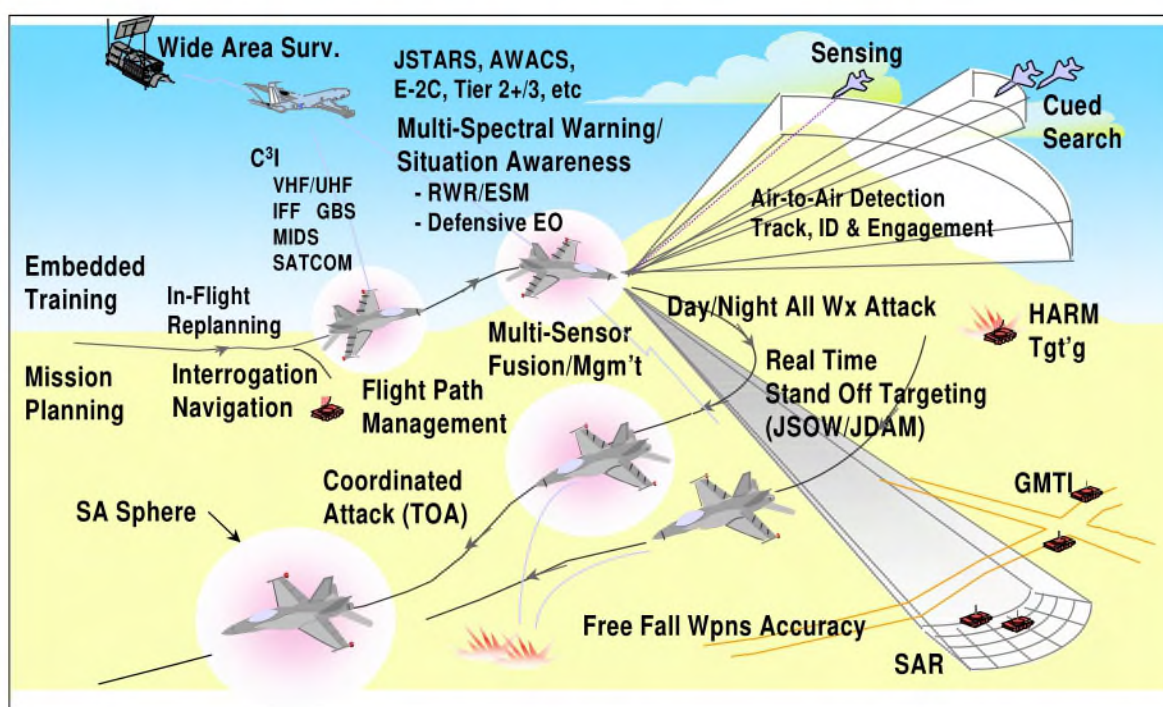 Wide Area Surv.
JSTARS, AWACS,
E-2C, Tier 2+/3, etc
Sensing
Cued
Search
Multi-Spectral Warning/
Situation Awareness
- RWR/ESM
- Defensive EO
C³I
VHF/UHF
IFF GBS
MIDS
SATCOM
Air-to-Air Detection
Track, ID & Engagement
Embedded
Training
In-Flight
Replanning
Day/Night All Wx Attack
HARM
Tgt'g
Multi-Sensor
Fusion/Mgm't
Mission
Planning
Interrogation
Navigation
Flight Path
Management
Real Time
Stand Off Targeting
(JSOW/JDAM)
Coordinated
Attack (TOA)
SA Sphere
GMTI
Free Fall Wpns Accuracy
SAR